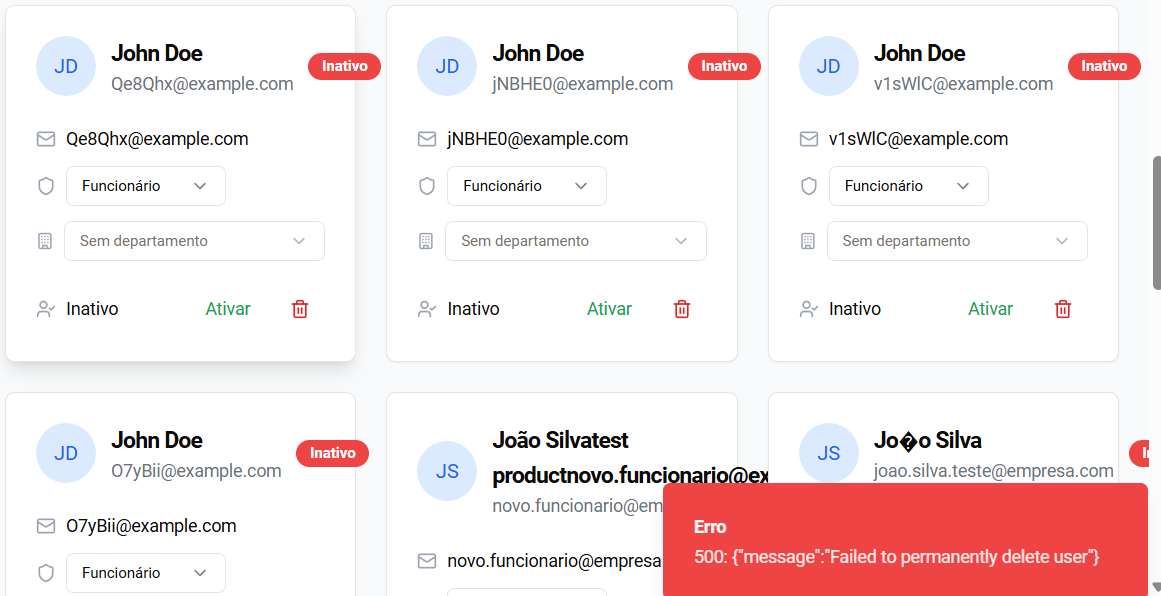 JD
John Doe
Qe8Qhx@example.com
Inativo
Qe8Qhx@example.com
Funcionário
Sem departamento
Inativo
Ativar
JD
John Doe
jNBHE0@example.com
Inativo
jNBHE0@example.com
Funcionário
Sem departamento
Inativo
Ativar
JD
John Doe
v1sWlC@example.com
Inativo
v1sWlC@example.com
Funcionário
Sem departamento
Inativo
Ativar
JD
John Doe
O7yBii@example.com
Inativo
O7yBii@example.com
Funcionário
JS
João Silvatest
productnovo.funcionario@ex
novo.funcionario@em
novo.funcionario@empresa
JS
Jo�o Silva
joao.silva.teste@empresa.com
Erro
500: {"message":"Failed to permanently delete user"}